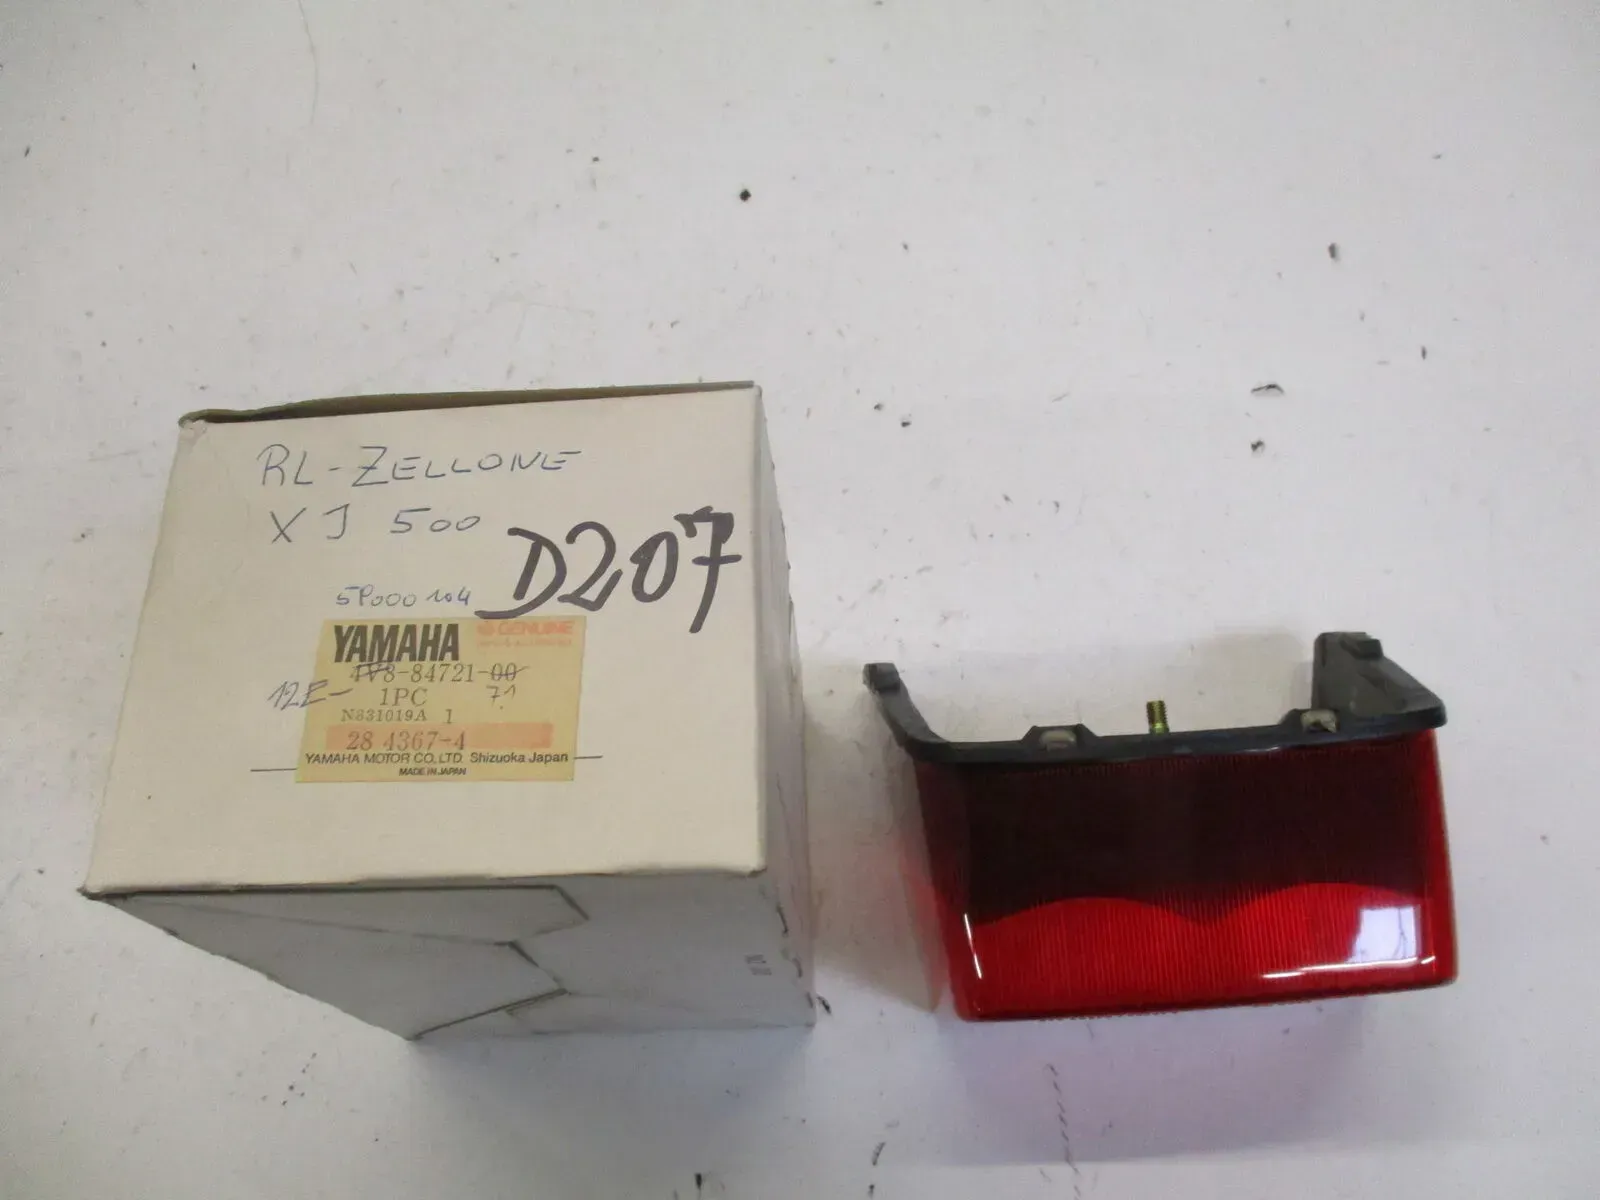 RL-ZELLONE
XJ 500
D207
5P000104
YAMAHA GENUINE
4V8-84721-00
12E- 1PC 71
N831019A 1
28 4367-4
YAMAHA MOTOR CO., LTD. Shizuoka Japan
MADE IN JAPAN